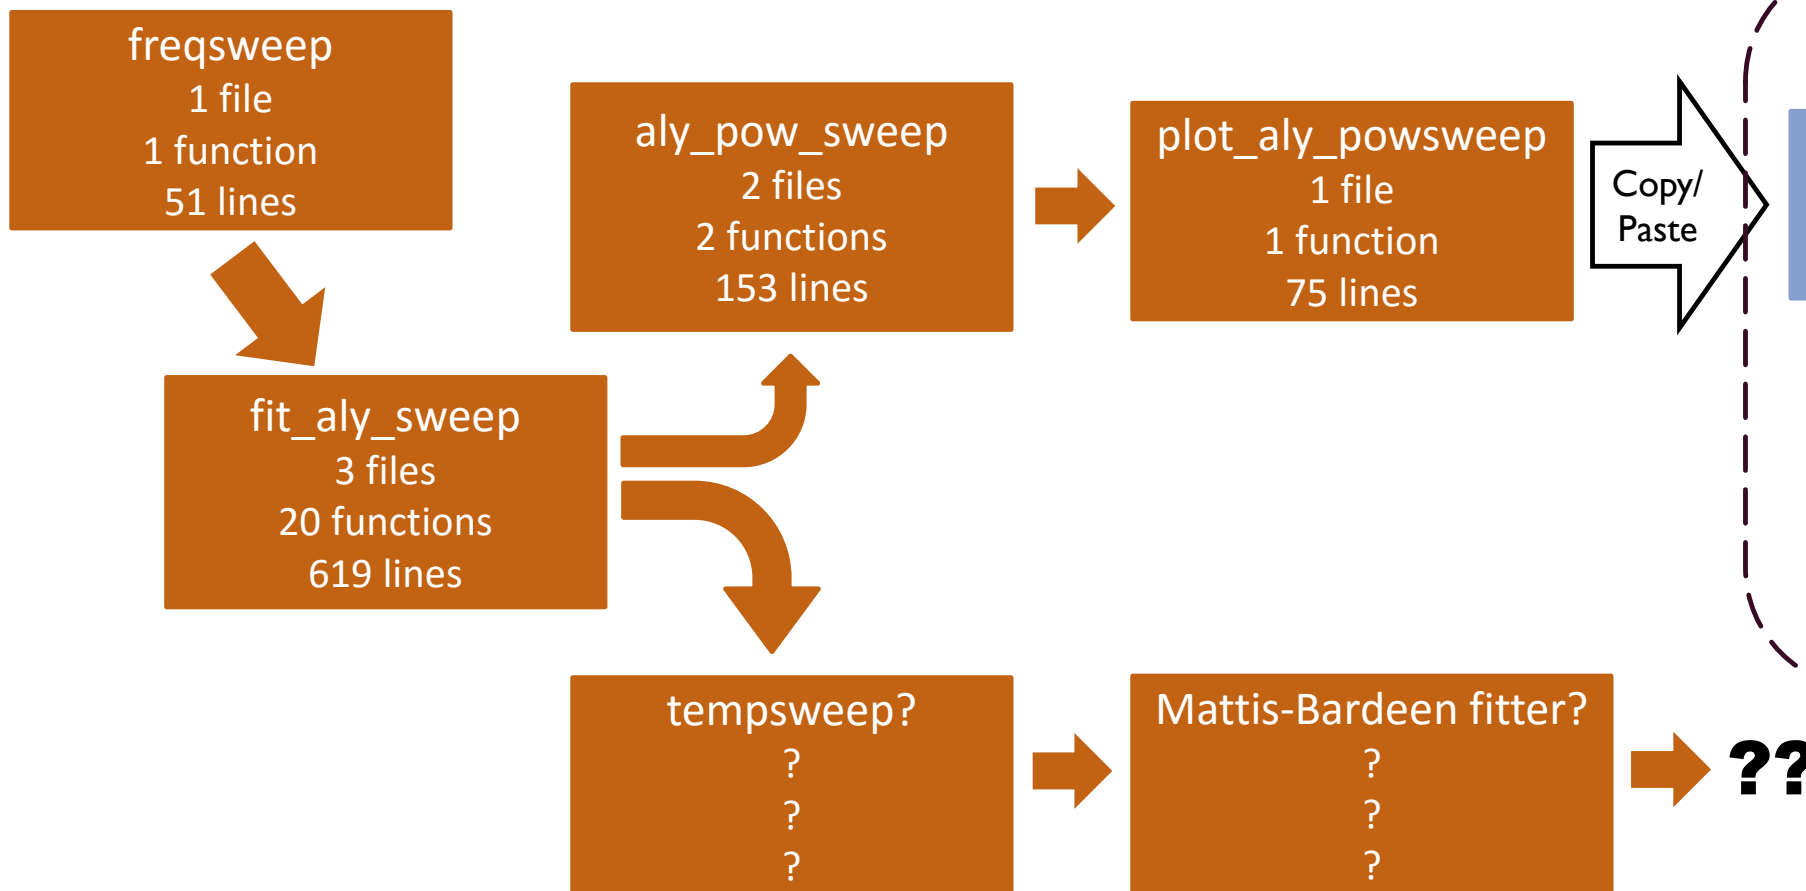 freqsweep
1 file
1 function
51 lines
aly_pow_sweep
2 files
2 functions
153 lines
plot_aly_powsweep
1 file
1 function
75 lines
Copy/
Paste
fit_aly_sweep
3 files
20 functions
619 lines
tempsweep?
?
?
?
Mattis-Bardeen fitter?
?
?
?
??